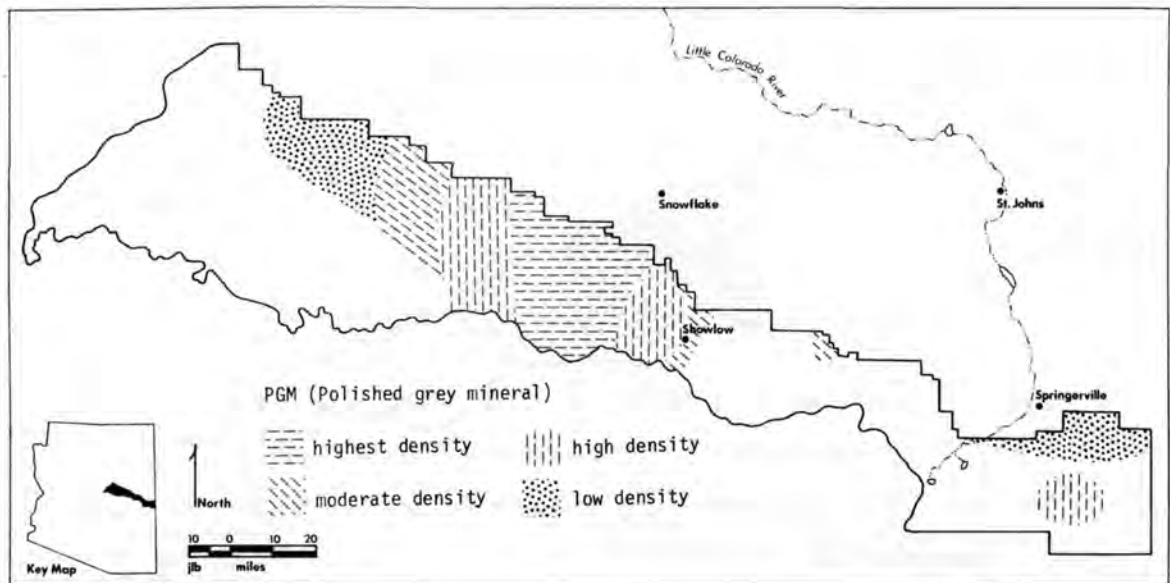 Little Colorado River
Snowflake
St. Johns
Showlow
Springerville
PGM (Polished grey mineral)
highest density
high density
moderate density
low density
North
10 0 10 20
jlb miles
Key Map